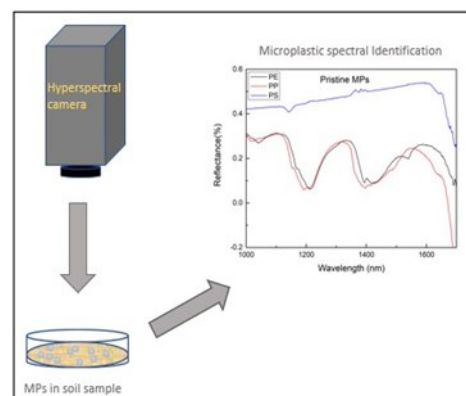 Hyperspectral
camera
MPs in soil sample
Microplastic spectral Identification
PE
PP
PS
Pristine MPs
Reflectance(%)
0.6
0.4
0.2
0.0
-0.2
1000 1200 1400 1600
Wavelength (nm)